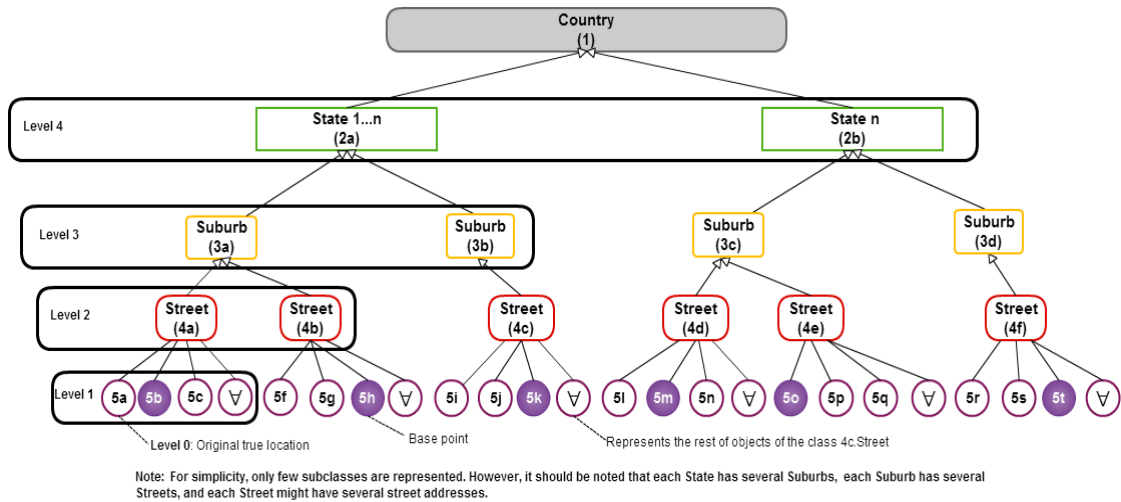 Country
(1)
Level 4
State 1...n
(2a)
State n
(2b)
Level 3
Suburb
(3a)
Suburb
(3b)
Suburb
(3c)
Suburb
(3d)
Level 2
Street
(4a)
Street
(4b)
Street
(4c)
Street
(4d)
Street
(4e)
Street
(4f)
Level 1
5a
5b
5c
∀
5f
5g
5h
∀
5i
5j
5k
∀
5l
5m
5n
∀
5o
5p
5q
∀
5r
5s
5t
∀
Level 0: Original true location
Base point
Represents the rest of objects of the class 4c.Street
Note: For simplicity, only few subclasses are represented. However, it should be noted that each State has several Suburbs, each Suburb has several
Streets, and each Street might have several street addresses.